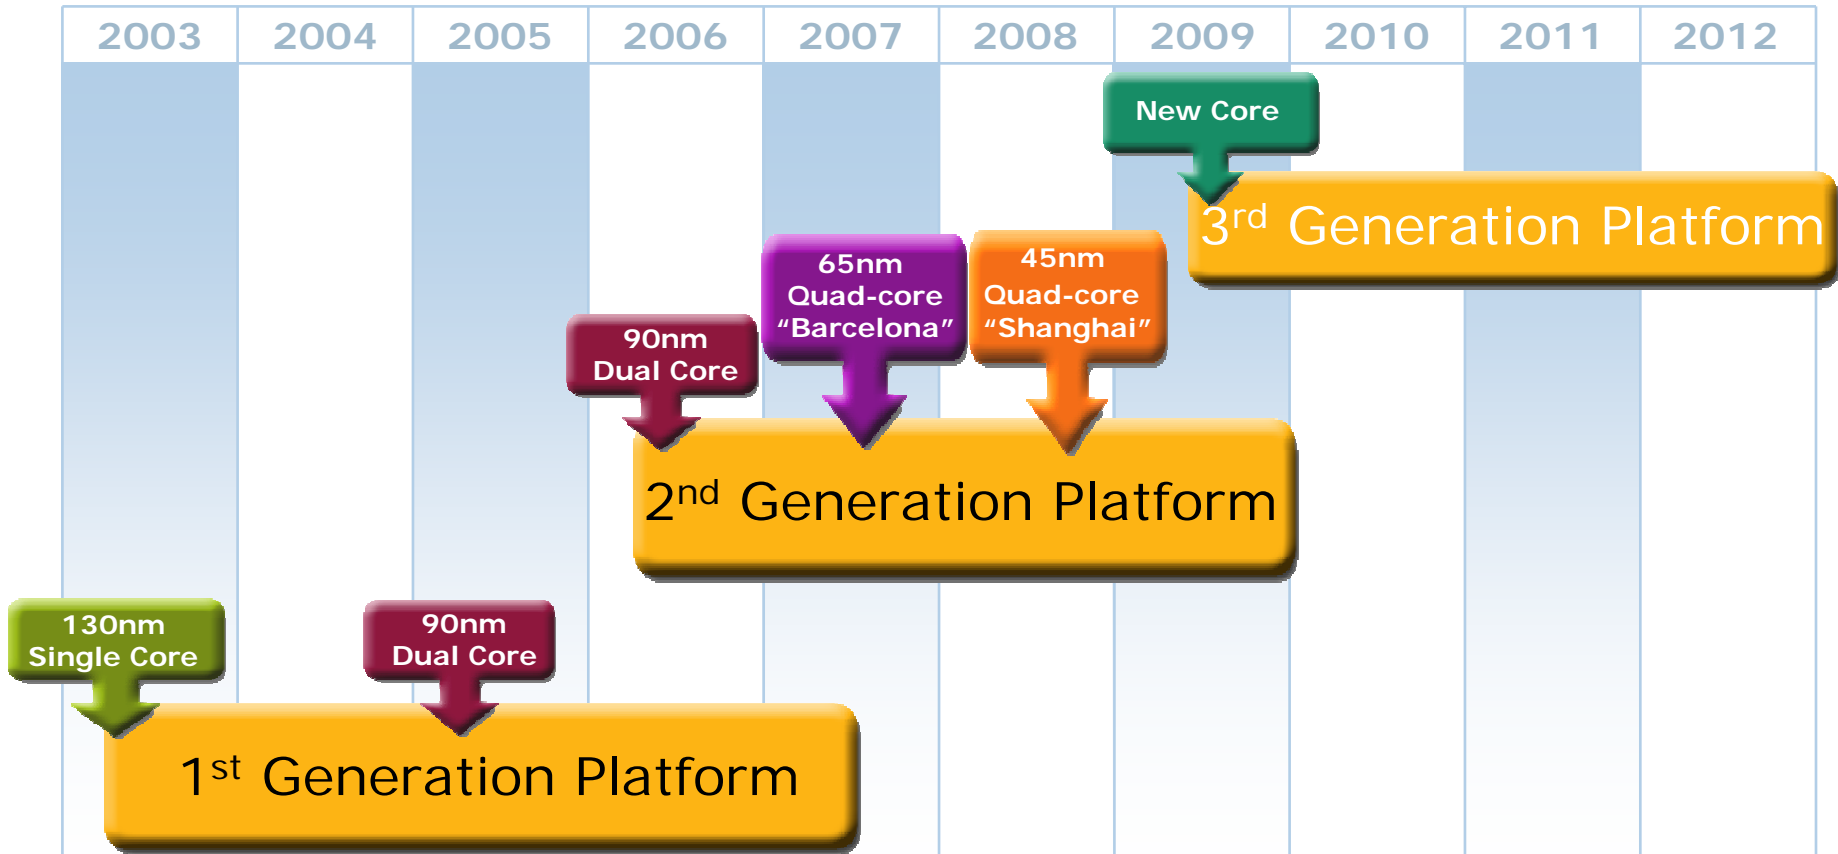 2003 2004 2005 2006 2007 2008 2009 2010 2011 2012
New Core
3rd Generation Platform
65nm
Quad-core
“Barcelona”
45nm
Quad-core
“Shanghai”
90nm
Dual Core
2nd Generation Platform
130nm
Single Core
90nm
Dual Core
1st Generation Platform